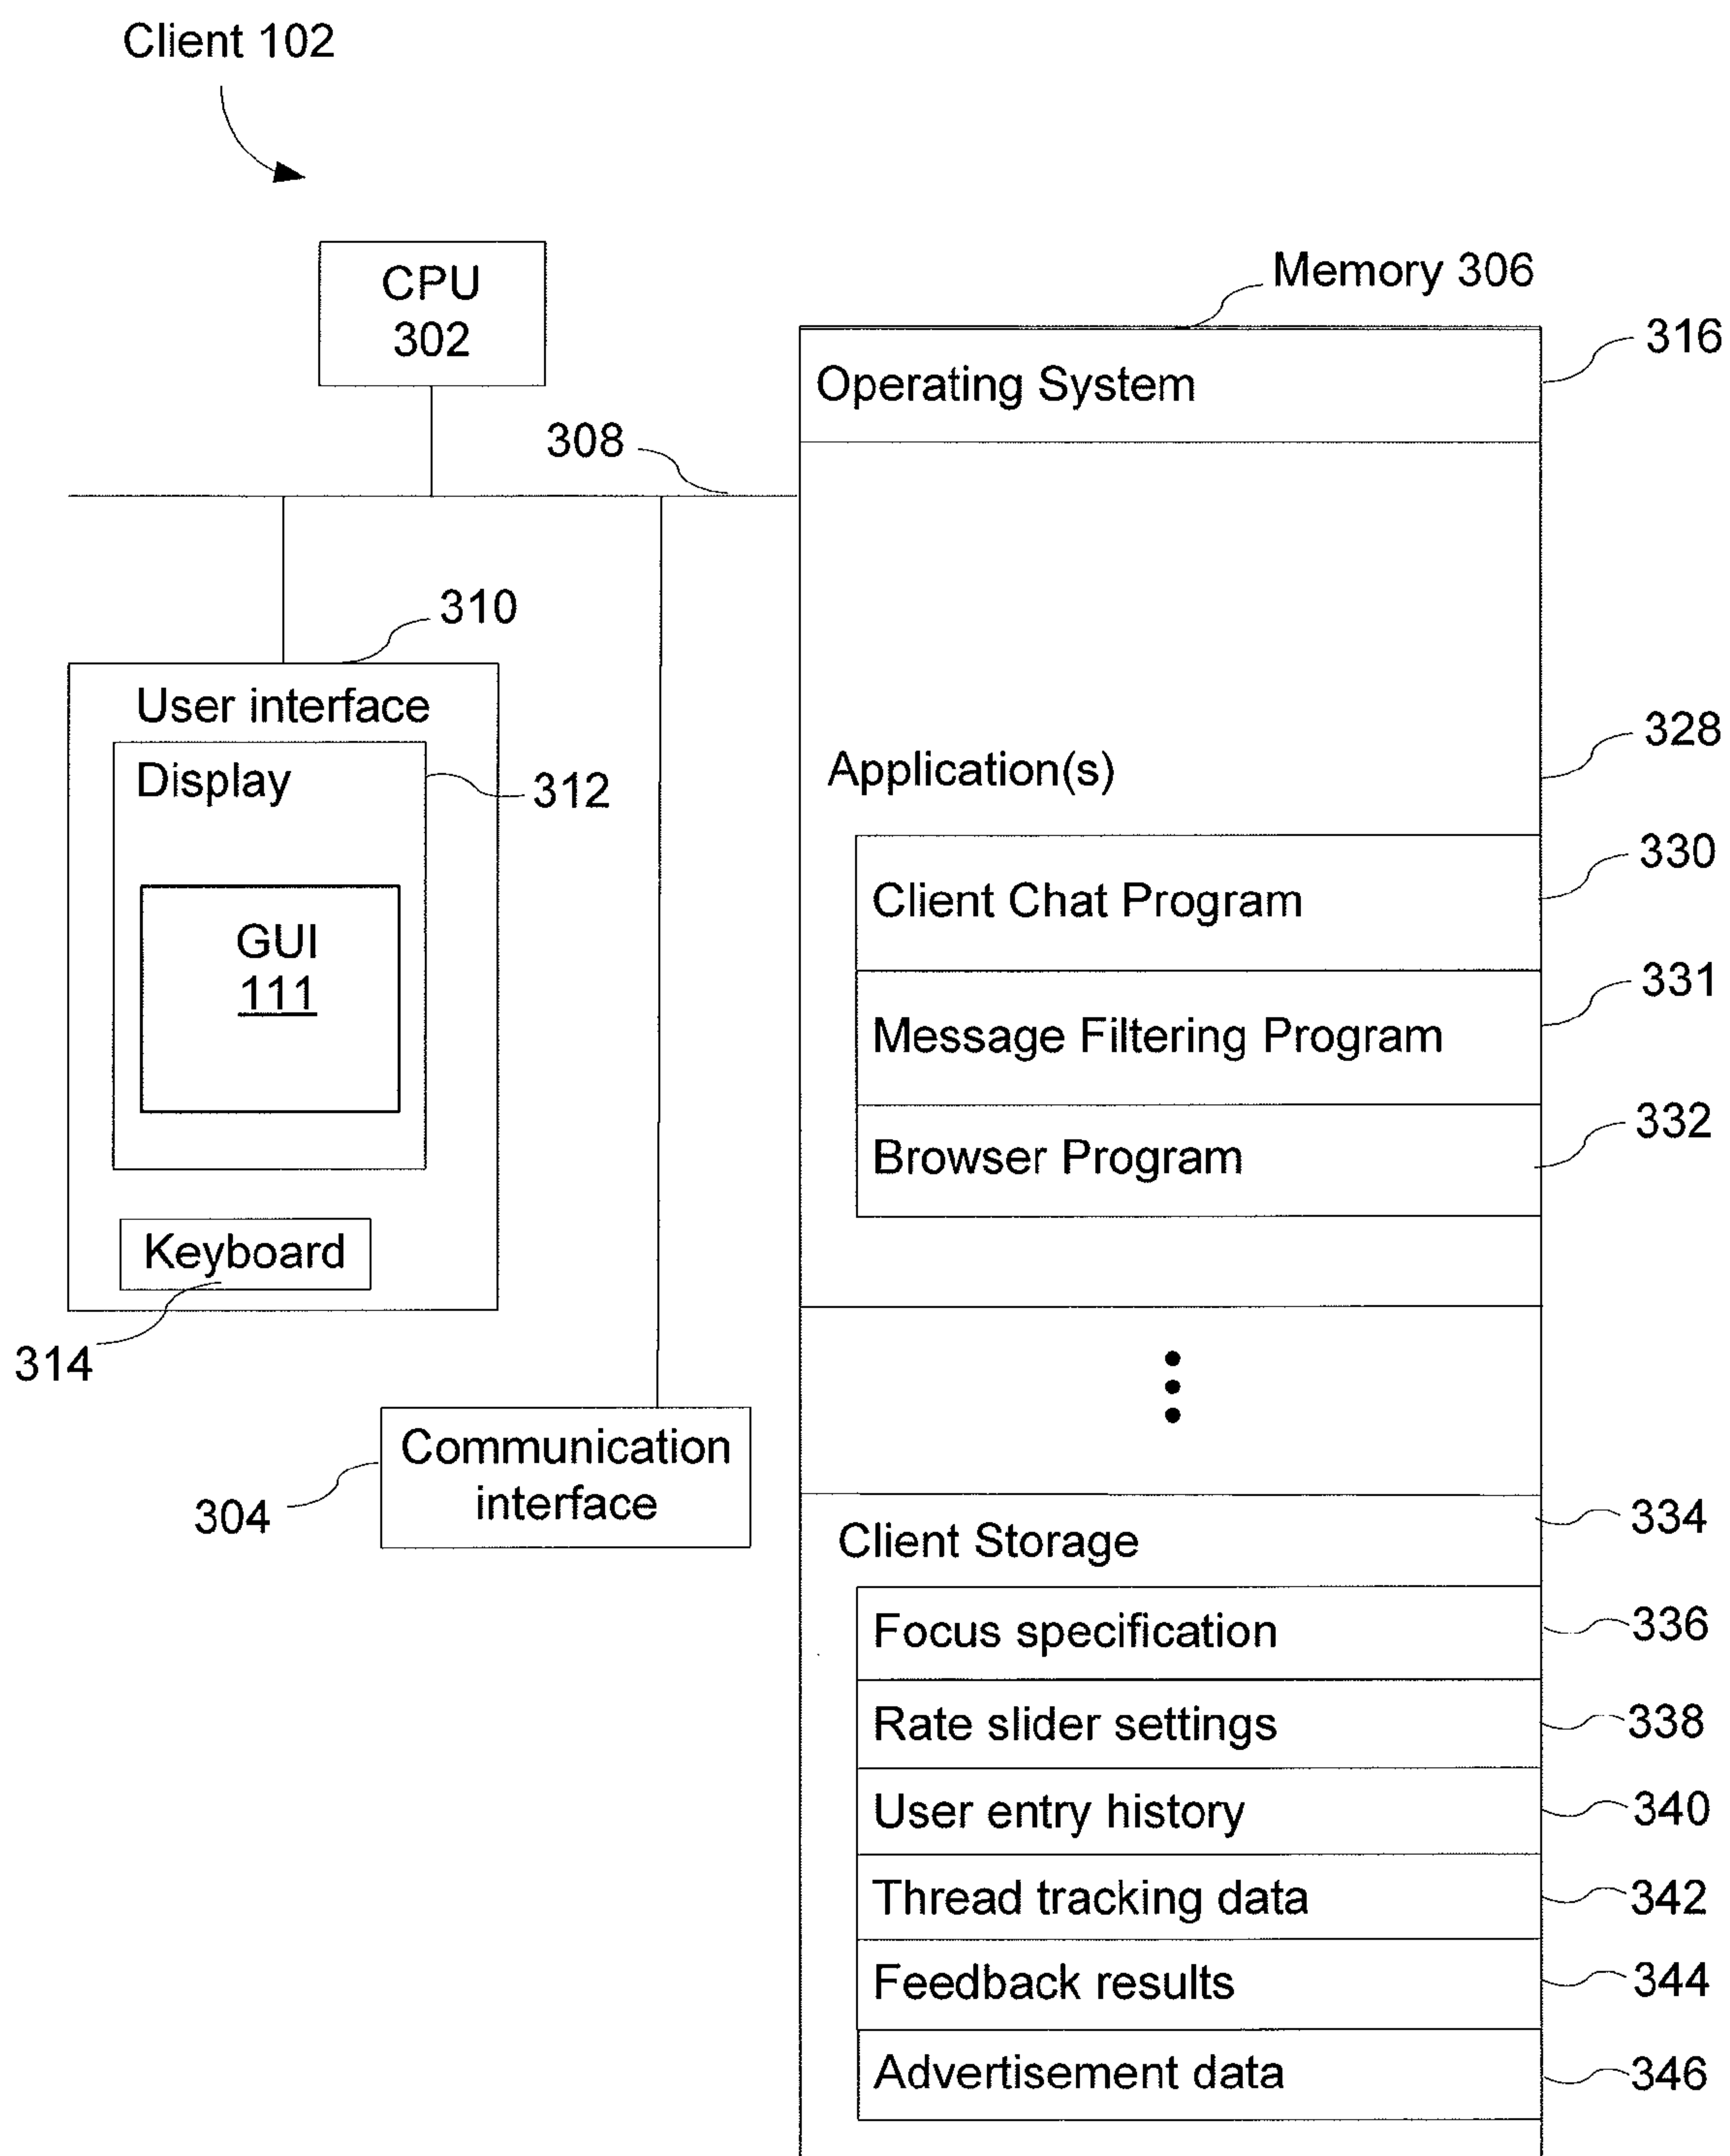 Client 102
CPU
302
Memory 306
316
Operating System
308
310
User interface
328
Display
312
Application(s)
330
Client Chat Program
GUI
111
331
Message Filtering Program
332
Browser Program
Keyboard
314
Communication
interface
304
334
Client Storage
Focus specification
336
Rate slider settings
338
User entry history
340
Thread tracking data
342
Feedback results
344
Advertisement data
346